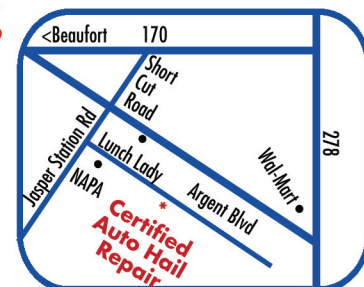 <Beaufort 170
Short
Cut
Road
Jasper Station Rd
Lunch Lady
NAPA
Argent Blvd
Wal-Mart
278
*
Certified
Auto Hail
Repair